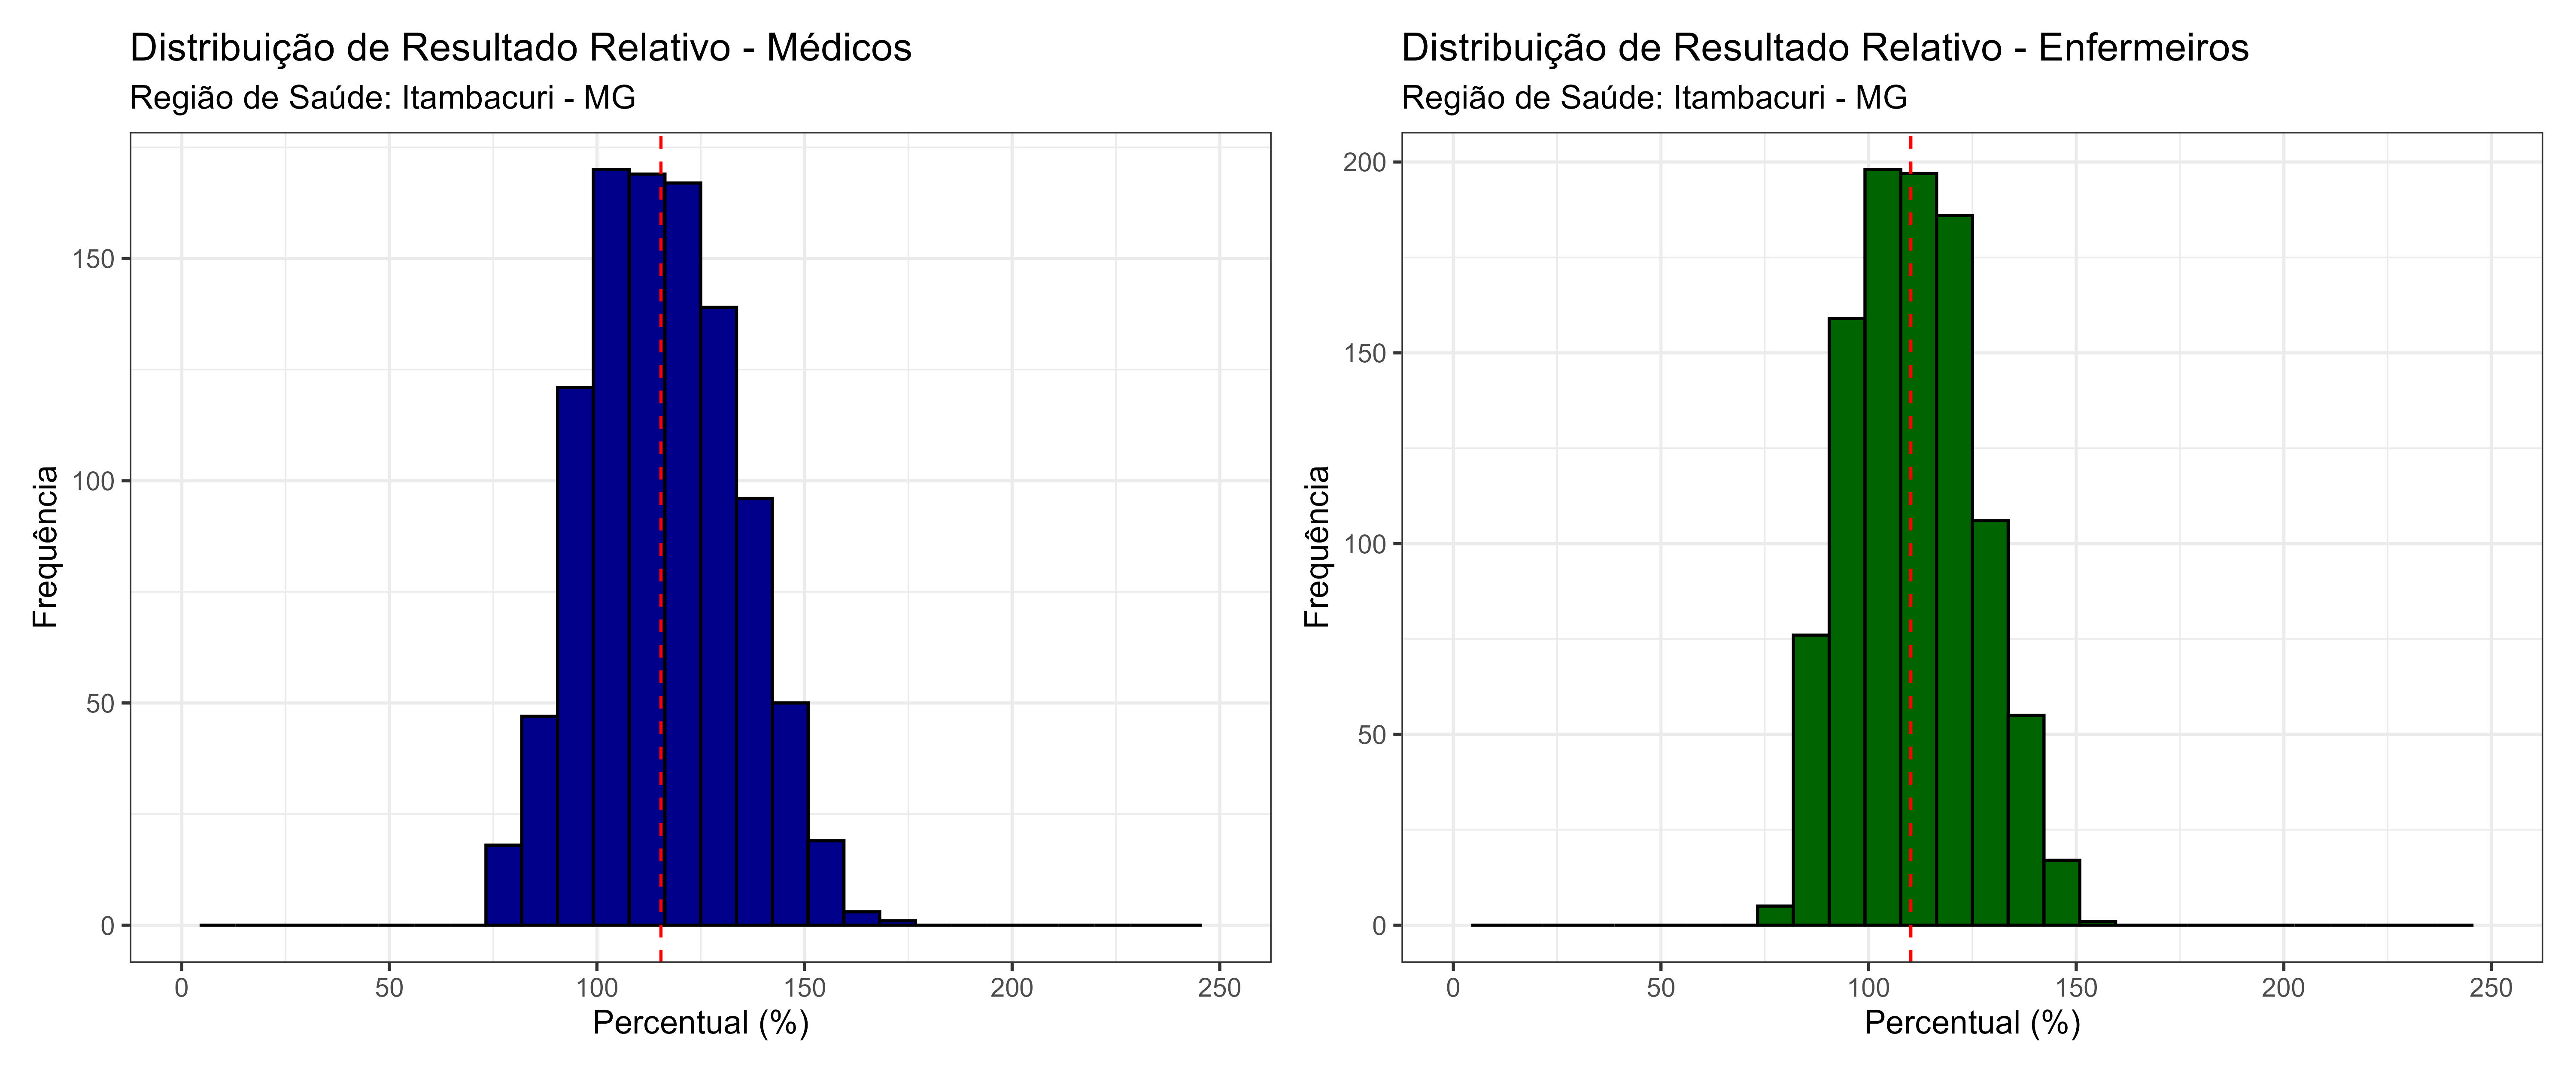 Distribuição de Resultado Relativo - Médicos
Região de Saúde: Itambacuri - MG
Frequência
150
100
50
0
0 50 100 150 200 250
Percentual (%)
Distribuição de Resultado Relativo - Enfermeiros
Região de Saúde: Itambacuri - MG
Frequência
200
150
100
50
0
0 50 100 150 200 250
Percentual (%)